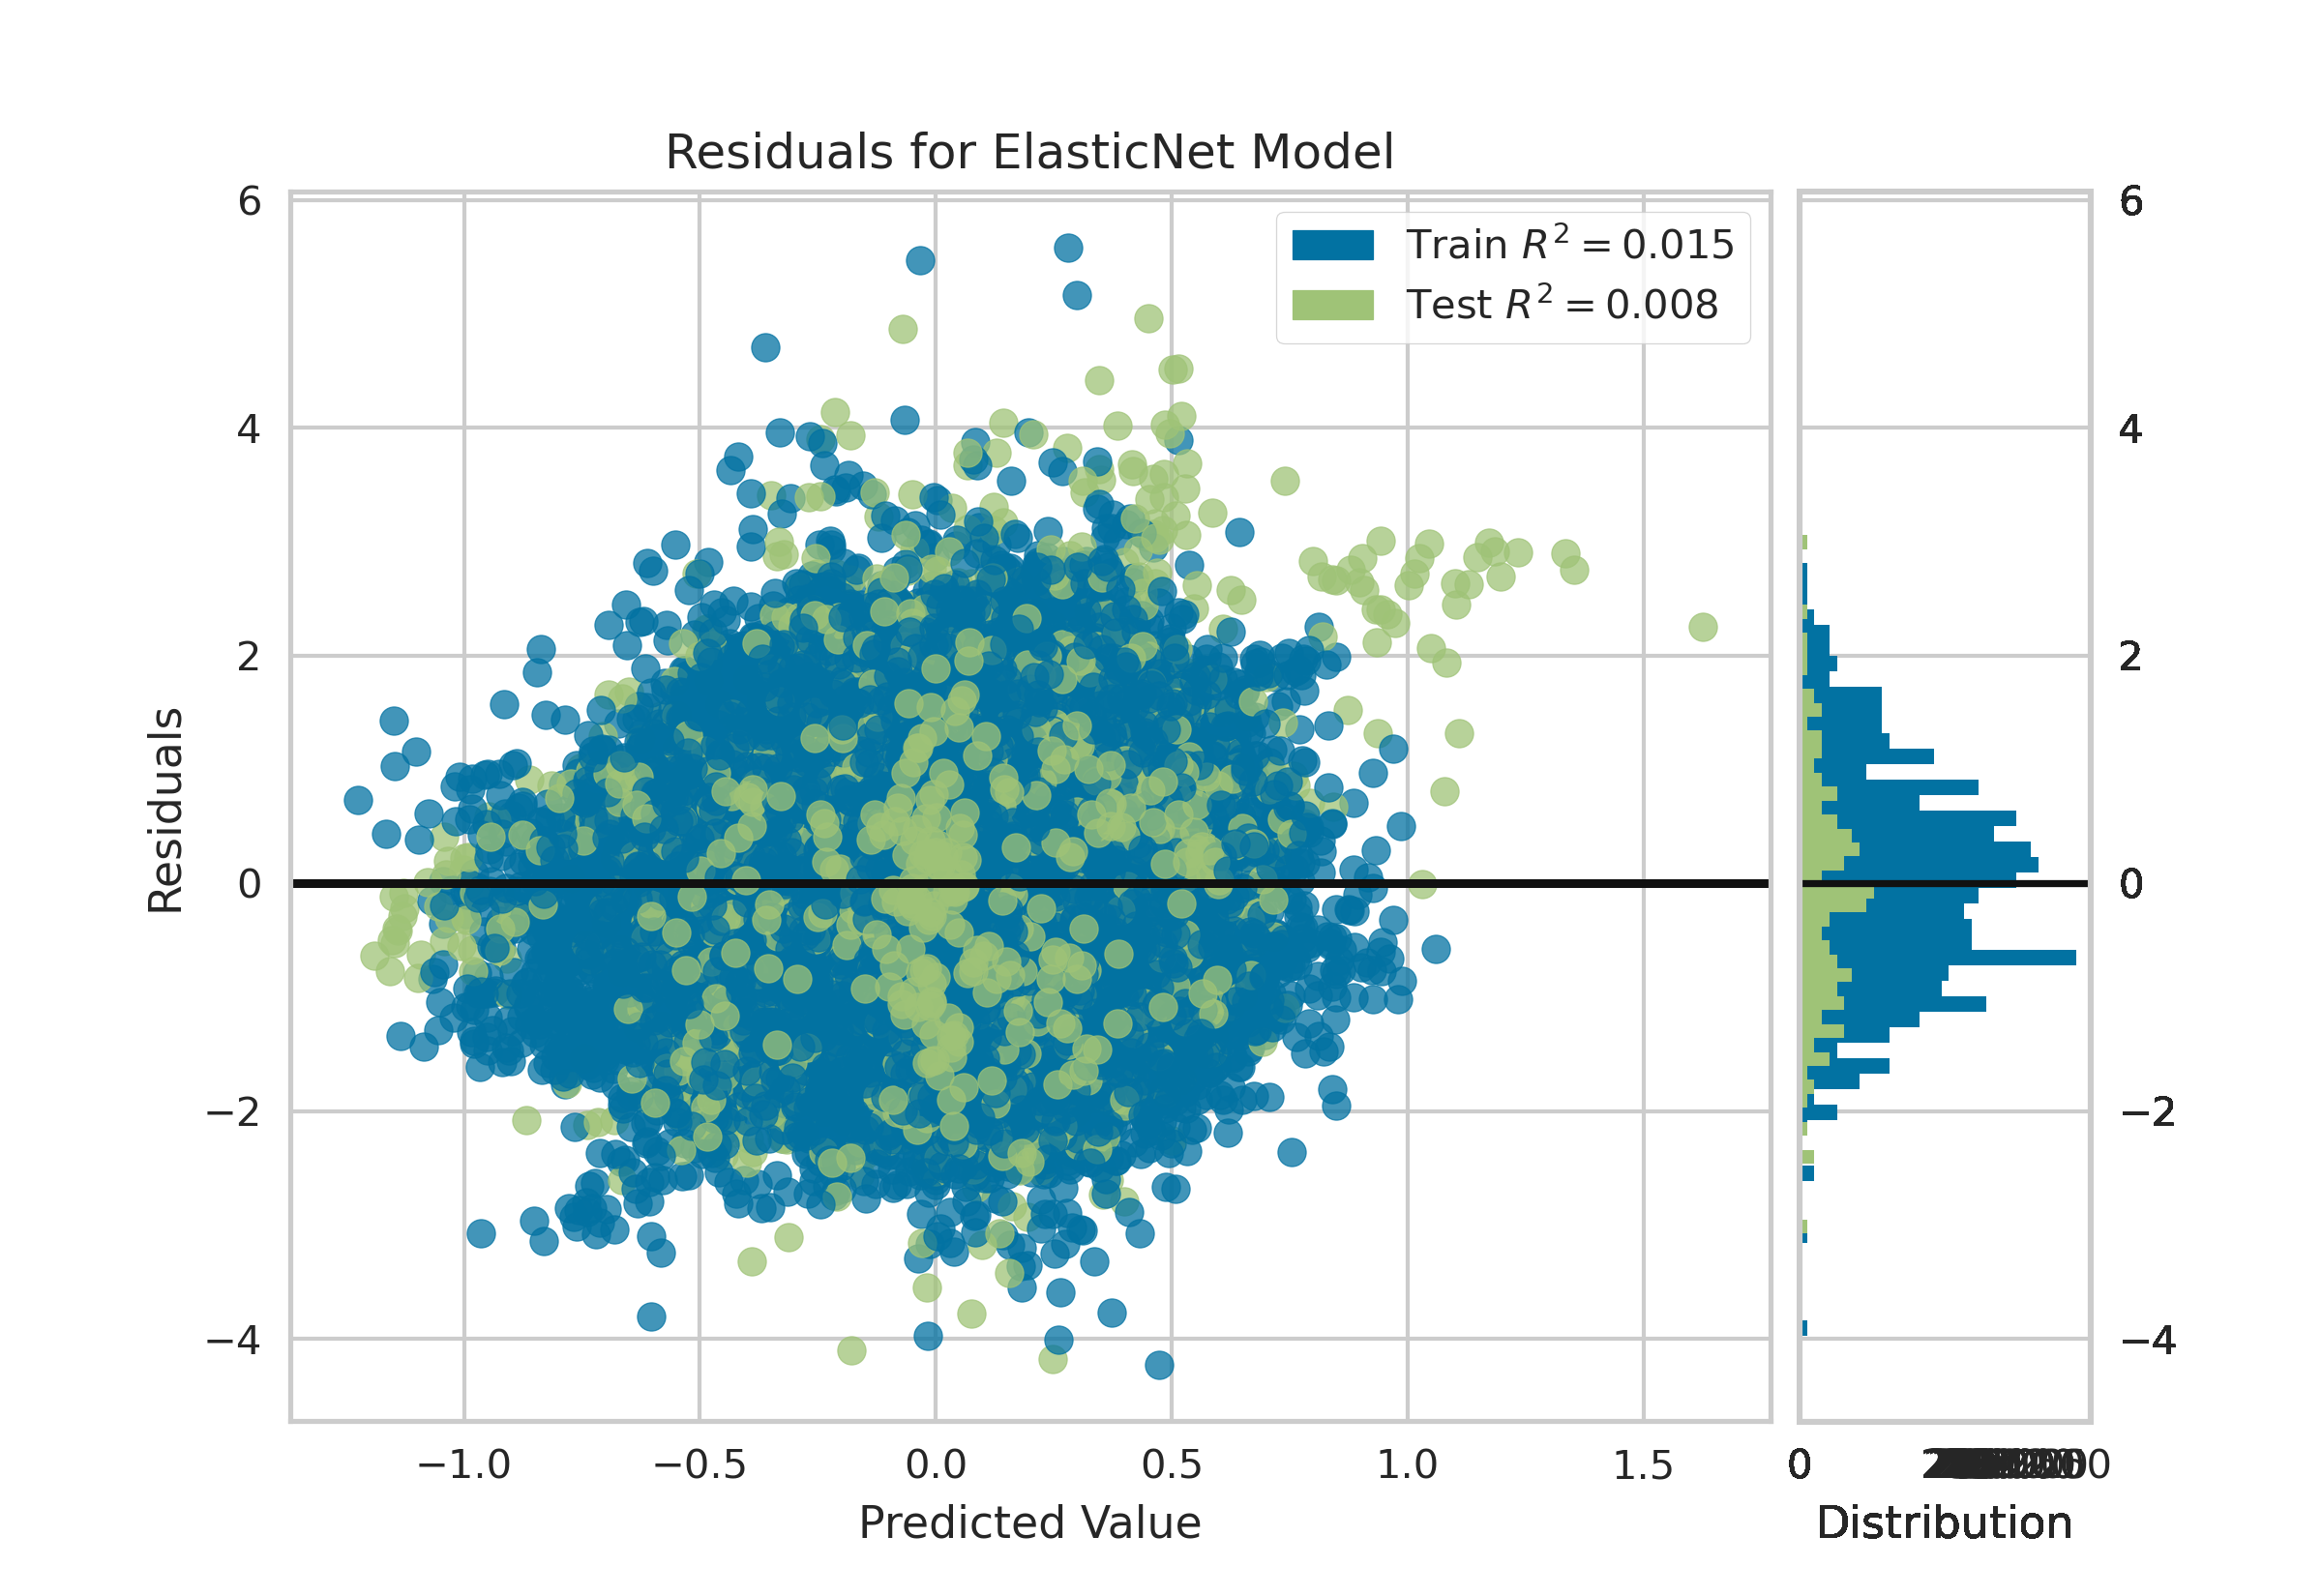 Residuals for ElasticNet Model
Train R² = 0.015
Test R² = 0.008
Residuals
6
4
2
0
−2
−4
−1.0 −0.5 0.0 0.5 1.0 1.5
Predicted Value
6
4
2
0
−2
−4
0
Distribution